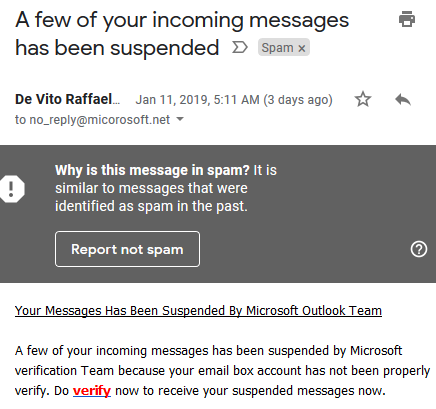 A few of your incoming messages
has been suspended
Spam x
De Vito Raffael... Jan 11, 2019, 5:11 AM (3 days ago)
to no_reply@micorosoft.net
Why is this message in spam? It is
similar to messages that were
identified as spam in the past.
Report not spam
Your Messages Has Been Suspended By Microsoft Outlook Team
A few of your incoming messages has been suspended by Microsoft
verification Team because your email box account has not been properly
verify. Do verify now to receive your suspended messages now.